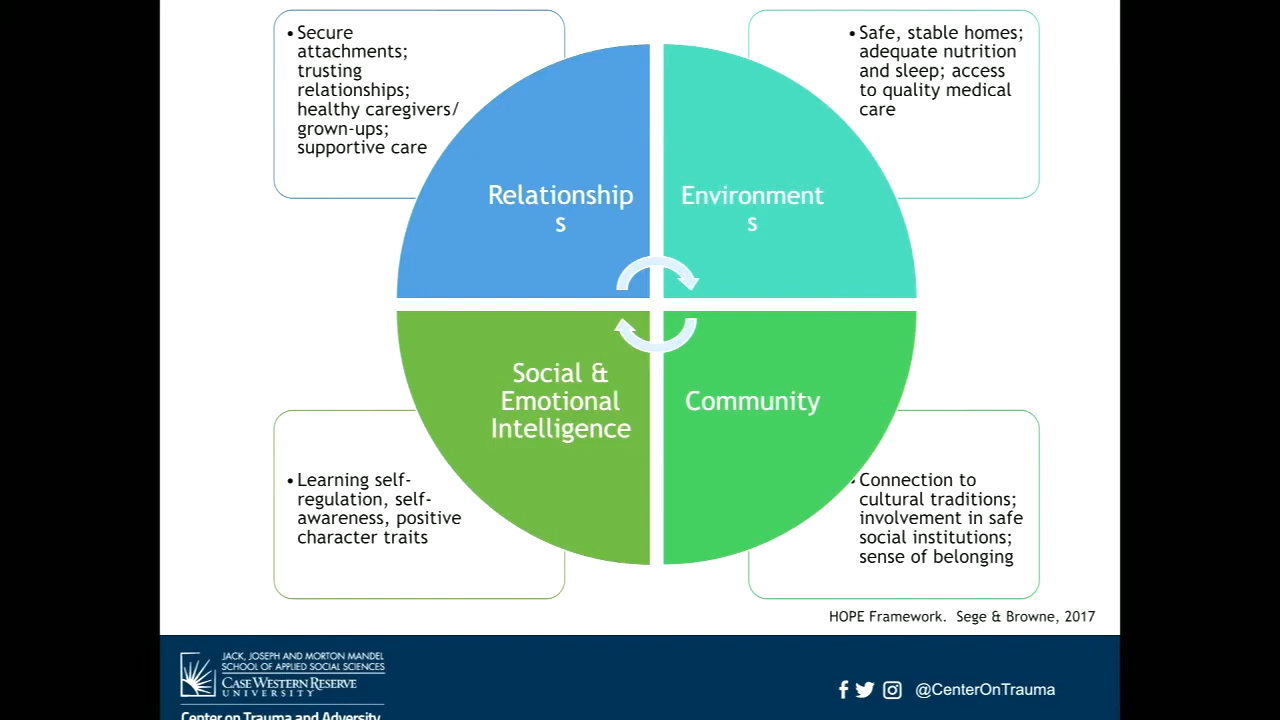 •Secure
attachments;
trusting
relationships;
healthy caregivers/
grown-ups;
supportive care
•Safe, stable homes;
adequate nutrition
and sleep; access
to quality medical
care
Relationship
s
Environment
s
Social &
Emotional
Intelligence
Community
•Learning self-
regulation, self-
awareness, positive
character traits
•Connection to
cultural traditions;
involvement in safe
social institutions;
sense of belonging
HOPE Framework.  Sege & Browne, 2017
JACK, JOSEPH AND MORTON MANDEL
SCHOOL OF APPLIED SOCIAL SCIENCES
CASE WESTERN RESERVE
UNIVERSITY
Center on Trauma and Adversity
@CenterOnTrauma